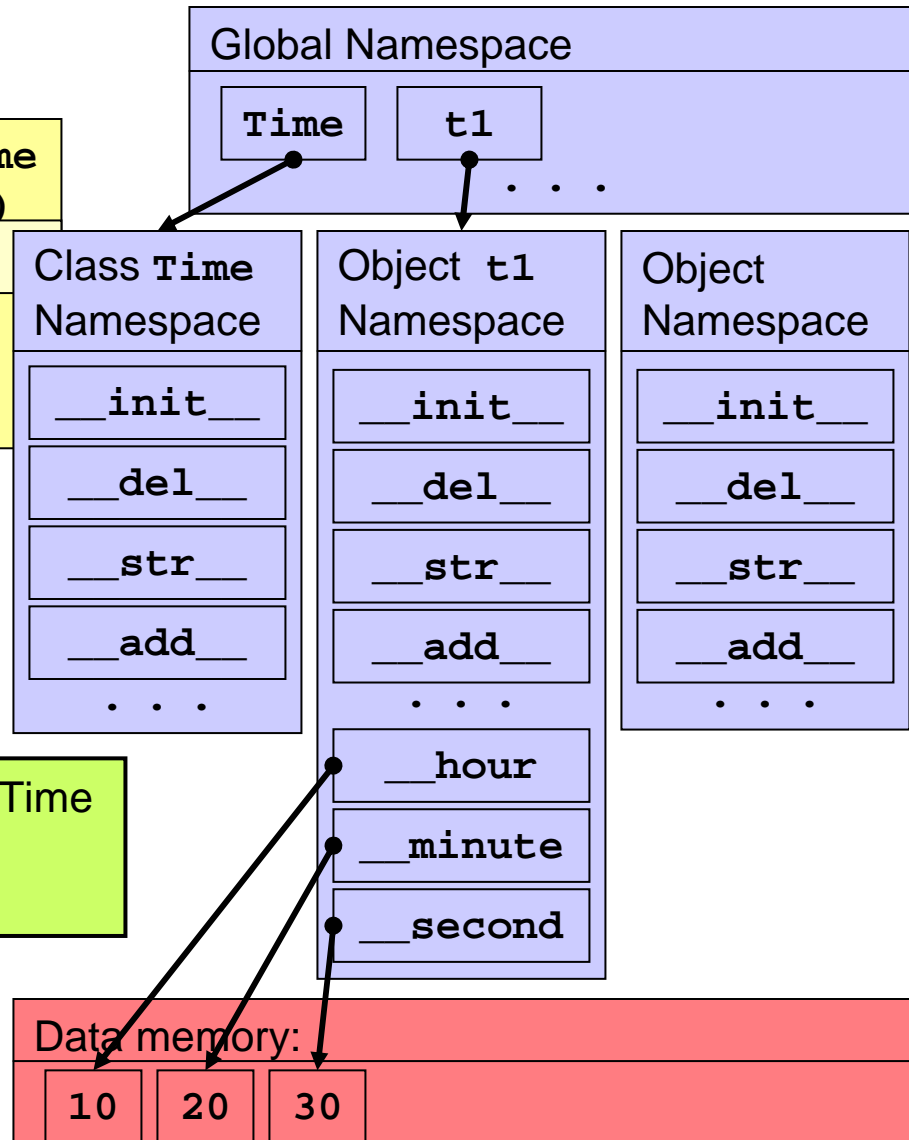 Global Namespace
Time
t1
. . .
me
)
Class Time
Namespace
__init__
__del__
__str__
__add__
. . .
Object t1
Namespace
__init__
__del__
__str__
__add__
. . .
__hour
__minute
__second
Object
Namespace
__init__
__del__
__str__
__add__
. . .
Time
Data memory:
10
20
30